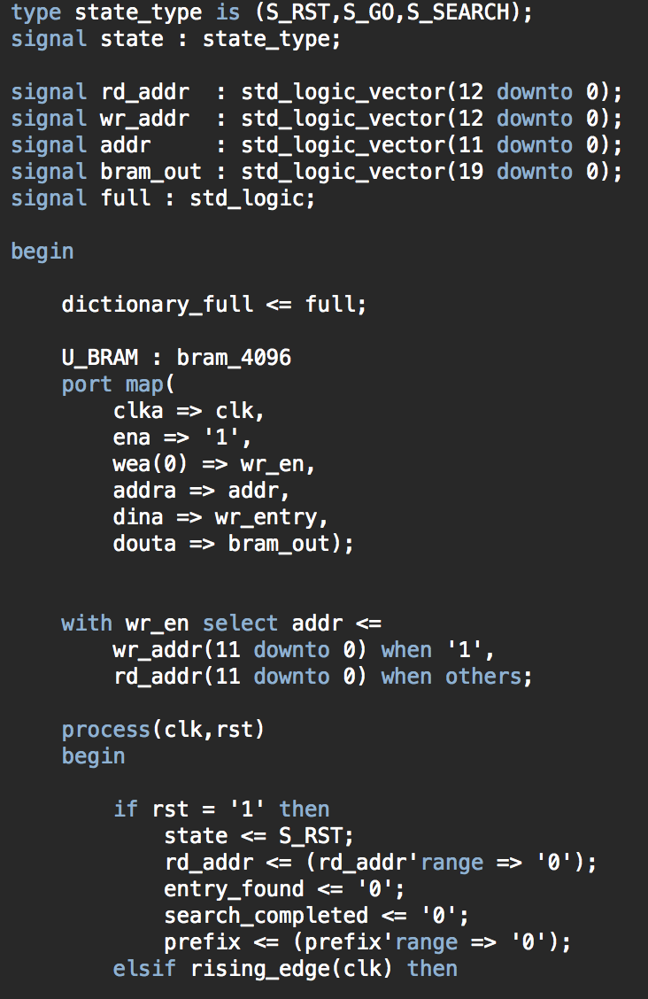 type state_type is (S_RST,S_GO,S_SEARCH);
signal state : state_type;
signal rd_addr  : std_logic_vector(12 downto 0);
signal wr_addr  : std_logic_vector(12 downto 0);
signal addr     : std_logic_vector(11 downto 0);
signal bram_out : std_logic_vector(19 downto 0);
signal full : std_logic;
begin
    dictionary_full <= full;
    U_BRAM : bram_4096
    port map(
        clka => clk,
        ena => '1',
        wea(0) => wr_en,
        addra => addr,
        dina => wr_entry,
        douta => bram_out);
    with wr_en select addr <=
        wr_addr(11 downto 0) when '1',
        rd_addr(11 downto 0) when others;
    process(clk,rst)
    begin
        if rst = '1' then
            state <= S_RST;
            rd_addr <= (rd_addr'range => '0');
            entry_found <= '0';
            search_completed <= '0';
            prefix <= (prefix'range => '0');
        elsif rising_edge(clk) then